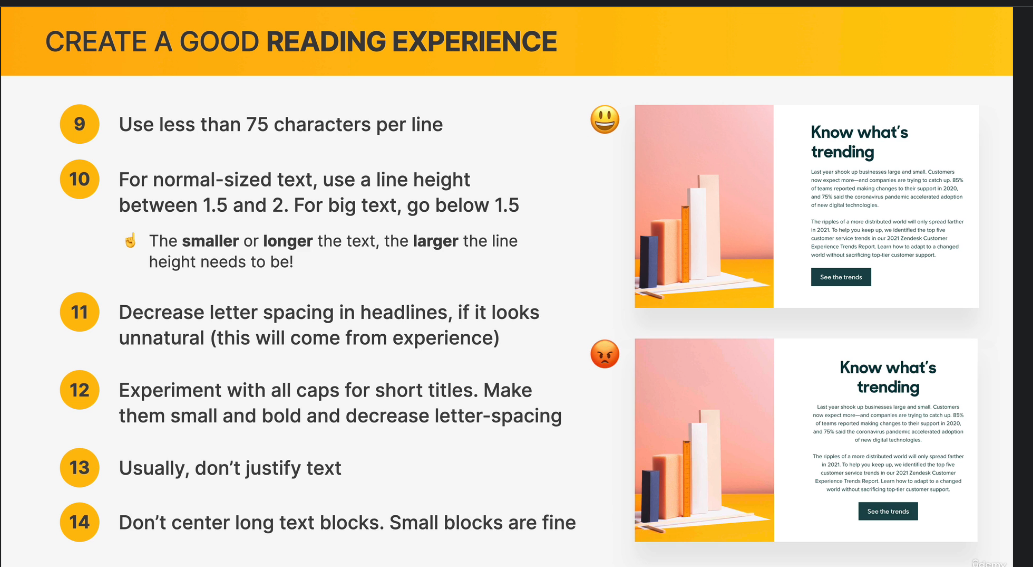 CREATE A GOOD READING EXPERIENCE
9 Use less than 75 characters per line
10 For normal-sized text, use a line height
between 1.5 and 2. For big text, go below 1.5
☝️ The smaller or longer the text, the larger the line
height needs to be!
11 Decrease letter spacing in headlines, if it looks
unnatural (this will come from experience)
12 Experiment with all caps for short titles. Make
them small and bold and decrease letter-spacing
13 Usually, don’t justify text
14 Don’t center long text blocks. Small blocks are fine
Know what’s
trending
Last year shook up businesses large and small. Customers
now expect more—and companies are trying to catch up. 85%
of teams reported making changes to their support in 2020,
and 75% said the coronavirus pandemic accelerated adoption
of new digital technologies.
The ripples of a more distributed world will only spread farther
in 2021. To help you keep up, we identified the top five
customer service trends in our 2021 Zendesk Customer
Experience Trends Report. Learn how to adapt to a changed
world without sacrificing top-tier customer support.
See the trends
Know what’s
trending
Last year shook up businesses large and small. Customers
now expect more—and companies are trying to catch up. 85%
of teams reported making changes to their support in 2020,
and 75% said the coronavirus pandemic accelerated adoption
of new digital technologies.
The ripples of a more distributed world will only spread farther
in 2021. To help you keep up, we identified the top five
customer service trends in our 2021 Zendesk Customer
Experience Trends Report. Learn how to adapt to a changed
world without sacrificing top-tier customer support.
See the trends